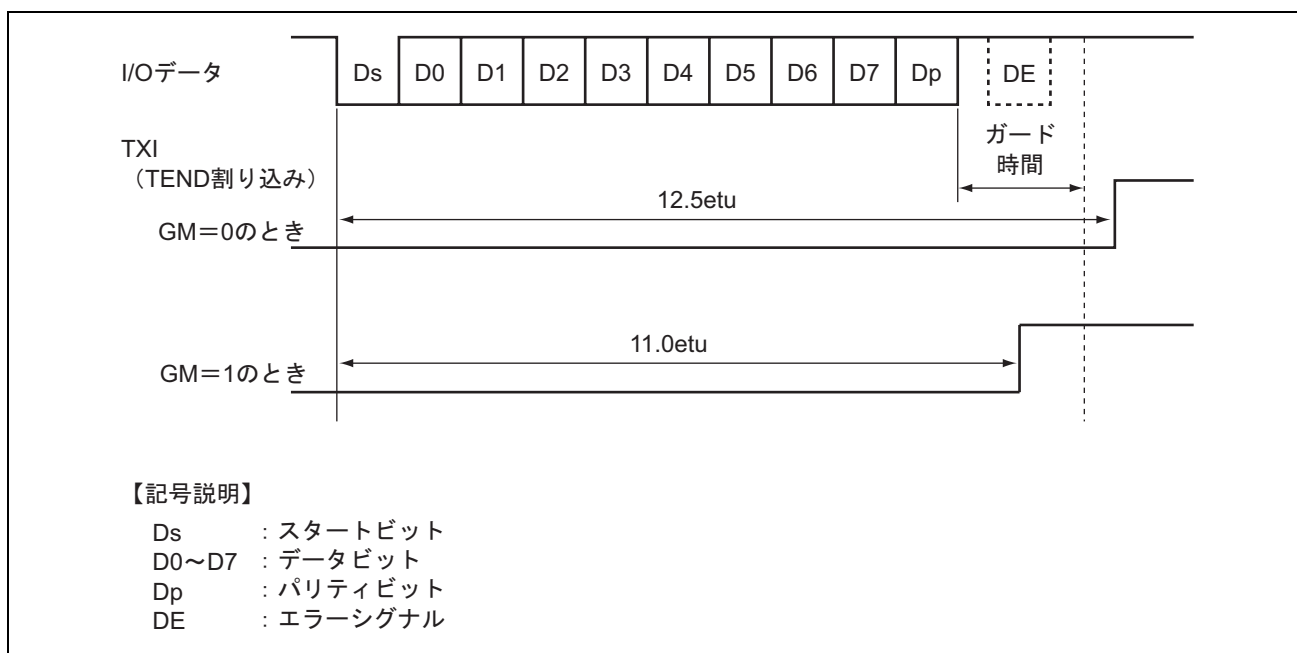 I/Oデータ
Ds D0 D1 D2 D3 D4 D5 D6 D7 Dp DE
ガード
時間
TXI
（TEND割り込み）
12.5etu
GM＝0のとき
11.0etu
GM＝1のとき
【記号説明】
Ds ：スタートビット
D0～D7 ：データビット
Dp ：パリティビット
DE ：エラーシグナル